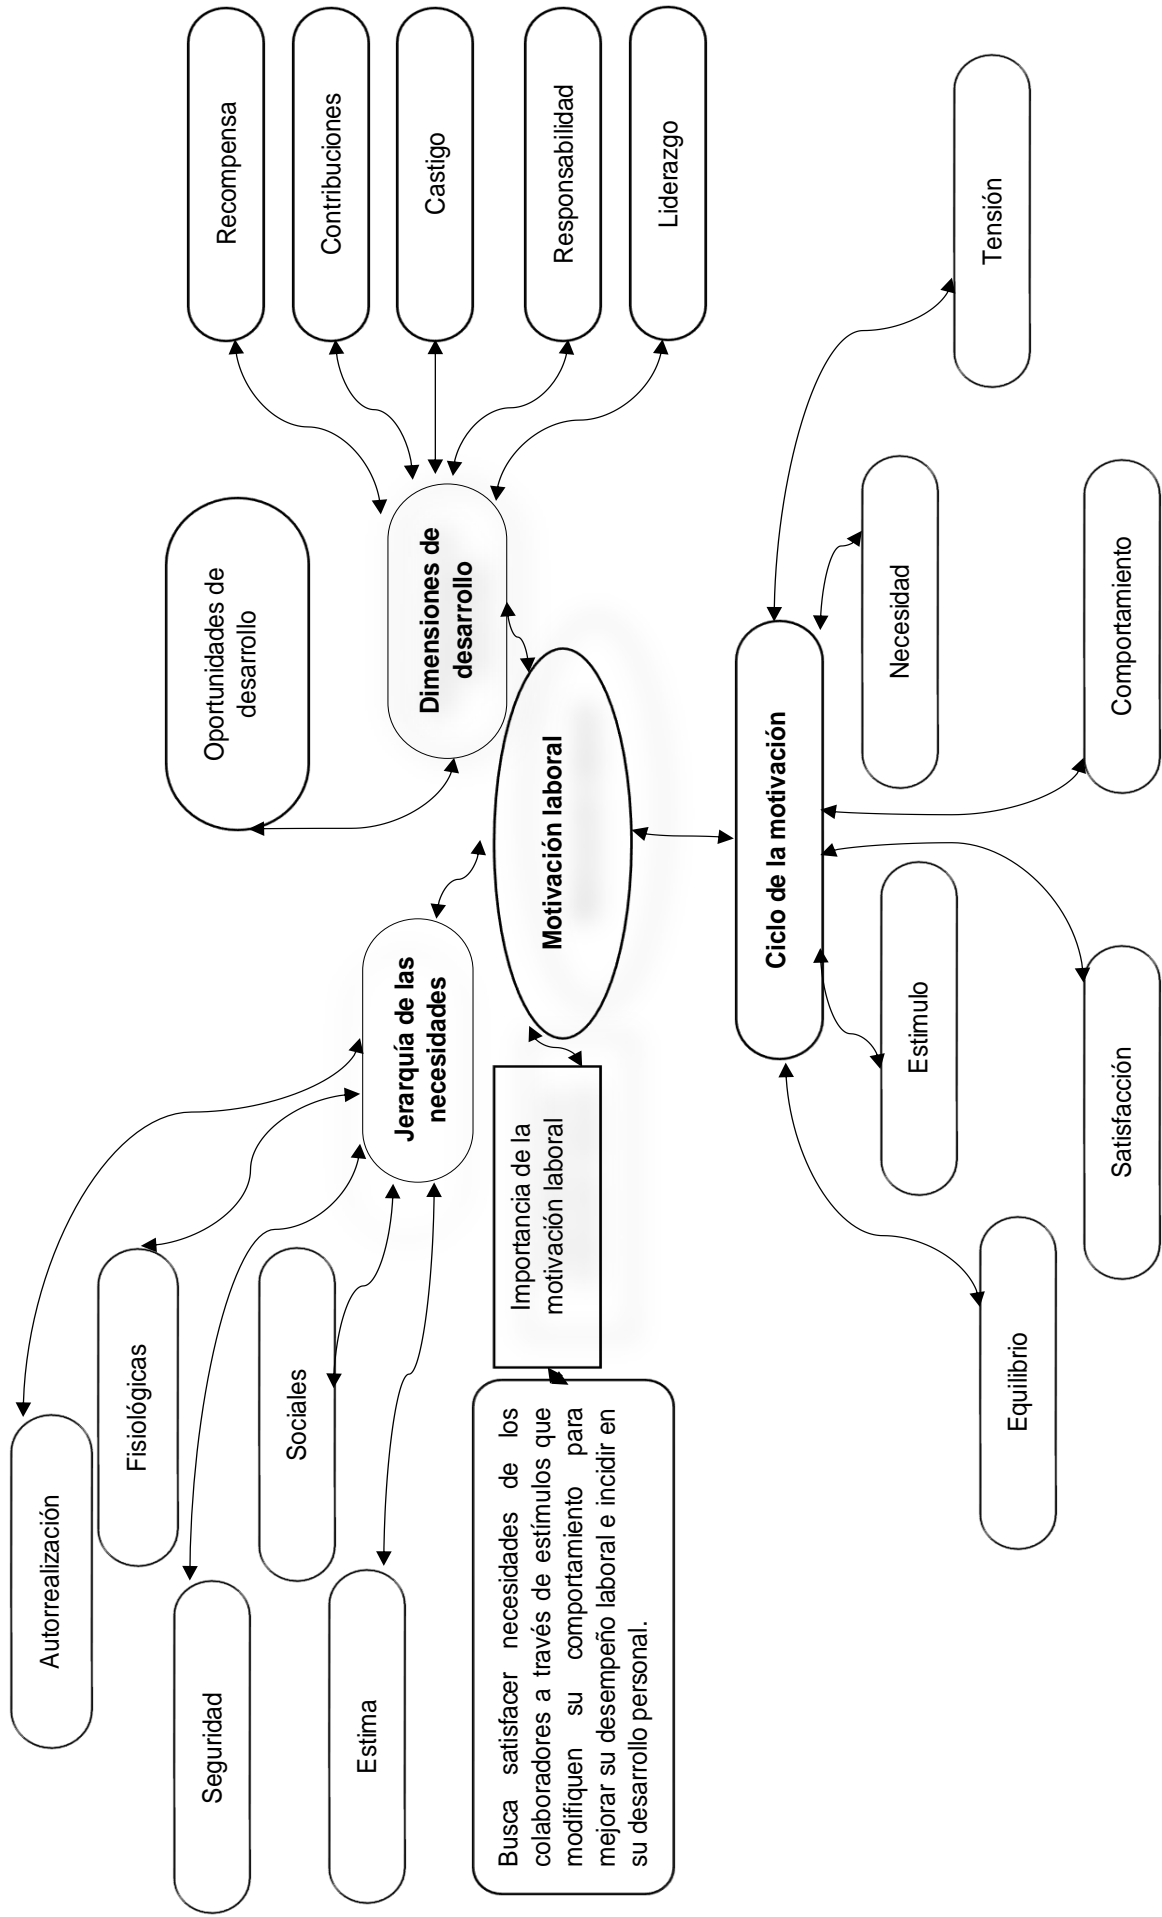 Autorrealización
Fisiológicas
Seguridad
Sociales
Estima
Jerarquía de las
necesidades
Oportunidades de
desarrollo
Dimensiones de
desarrollo
Recompensa
Contribuciones
Castigo
Responsabilidad
Liderazgo
Motivación laboral
Importancia de la
motivación laboral
Busca satisfacer necesidades de los
colaboradores a través de estímulos que
modifiquen su comportamiento para
mejorar su desempeño laboral e incidir en
su desarrollo personal.
Ciclo de la motivación
Equilibrio
Estimulo
Necesidad
Tensión
Satisfacción
Comportamiento